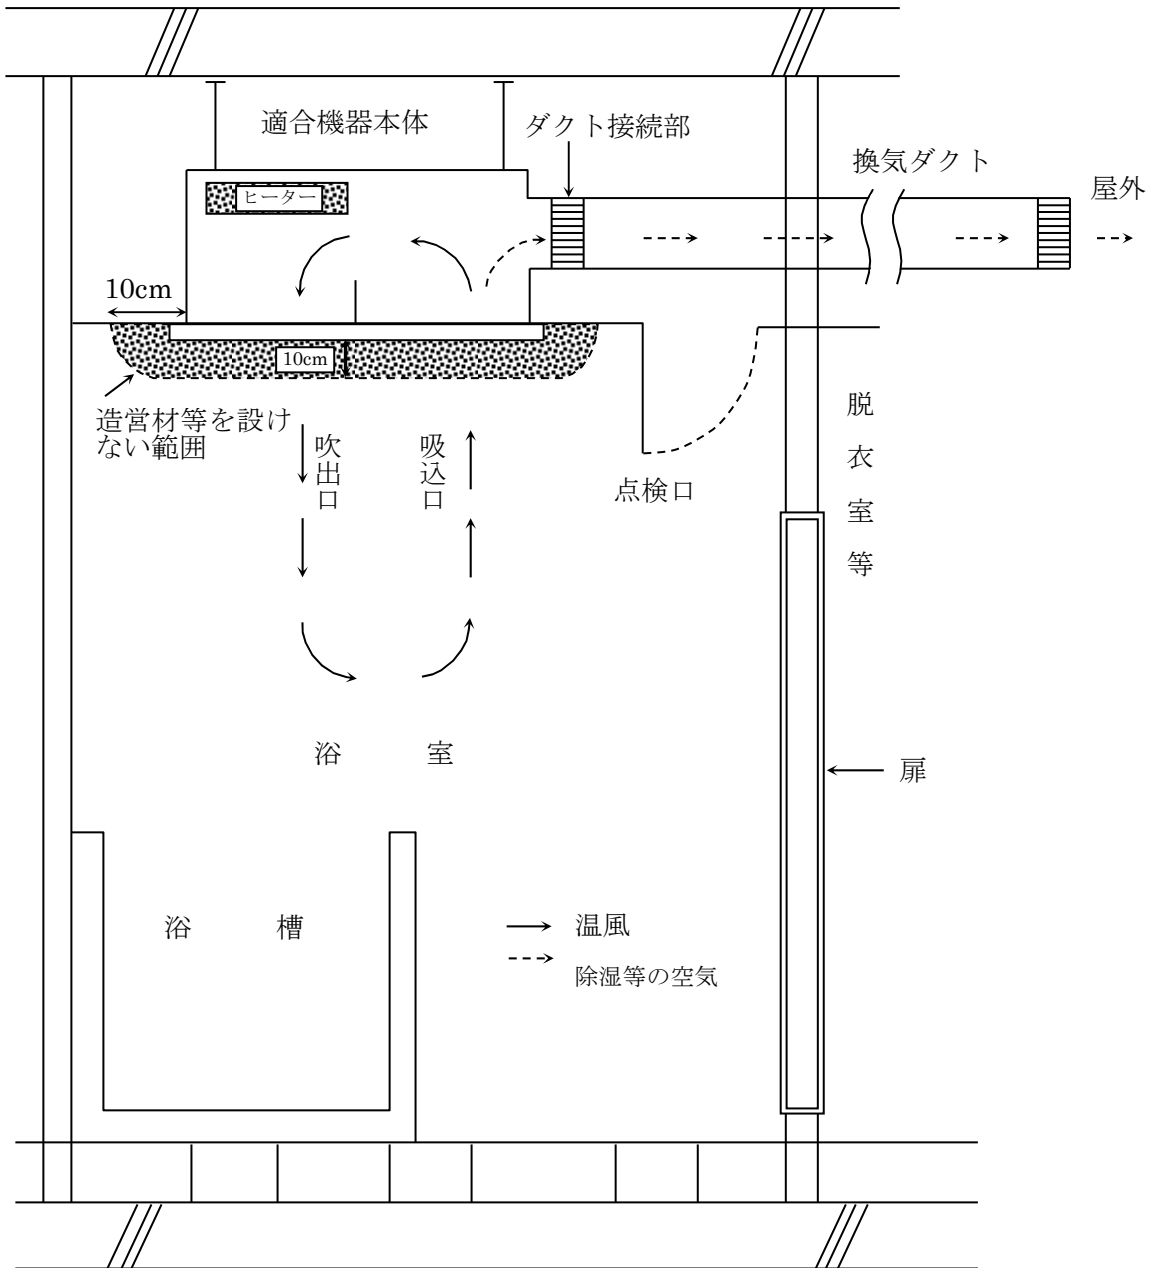 適合機器本体
ダクト接続部
換気ダクト
屋外
ヒーター
10cm
10cm
造営材等を設け
ない範囲
吹出口
吸込口
点検口
脱衣室等
浴室
扉
浴槽
温風
除湿等の空気